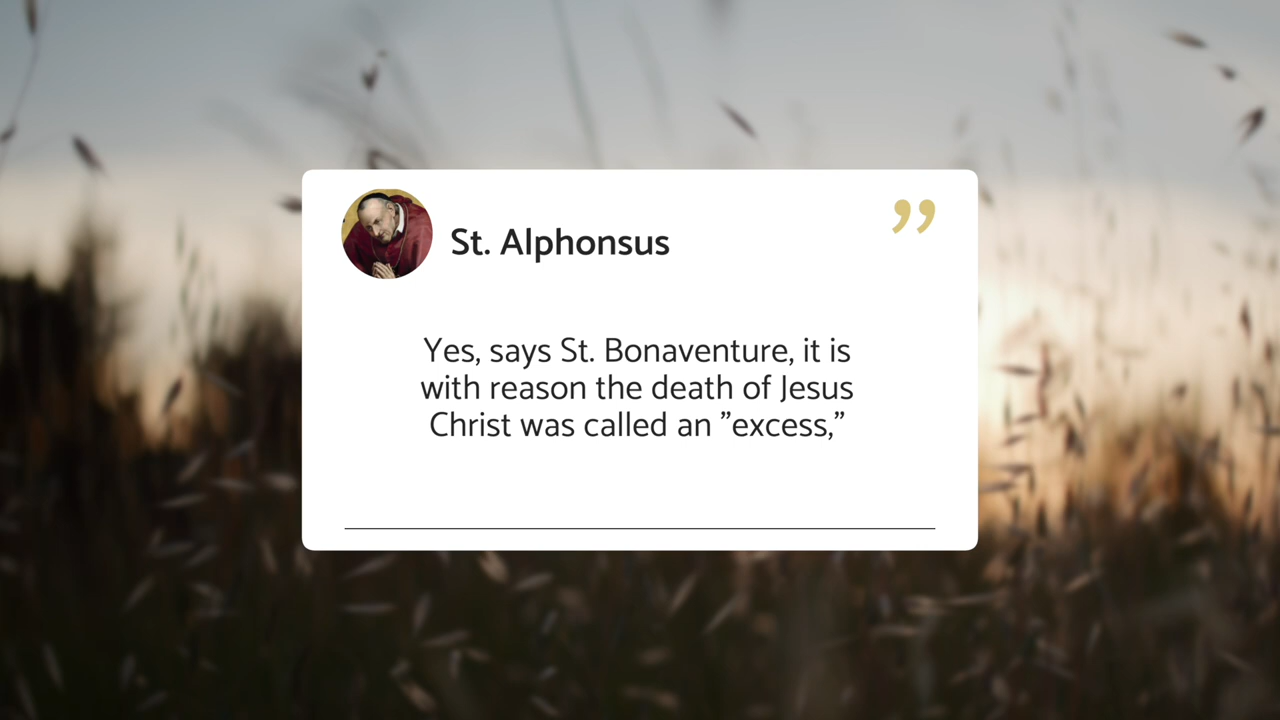 St. Alphonsus
”
Yes, says St. Bonaventure, it is
with reason the death of Jesus
Christ was called an ”excess,”